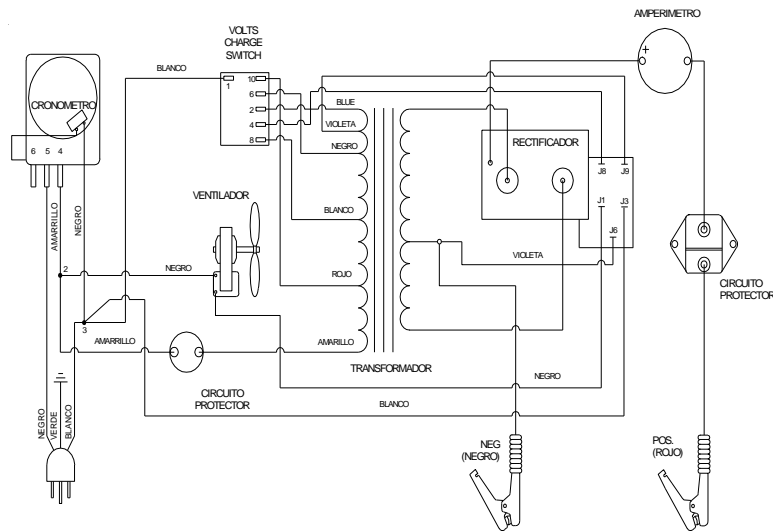 AMPERIMETRO
VOLTS
CHARGE
SWITCH
BLANCO
10
1
6
2
4
8
+
CRONOMETRO
BLUE
VIOLETA
NEGRO
RECTIFICADOR
J8
J9
6 5 4
VENTILADOR
BLANCO
J1
J3
AMARRILLO
NEGRO
J6
VIOLETA
2
NEGRO
ROJO
CIRCUITO
PROTECTOR
3
AMARRILLO
AMARILLO
TRANSFORMADOR
NEGRO
CIRCUITO
PROTECTOR
BLANCO
NEGRO
VERDE
BLANCO
NEG
(NEGRO)
POS.
(ROJO)